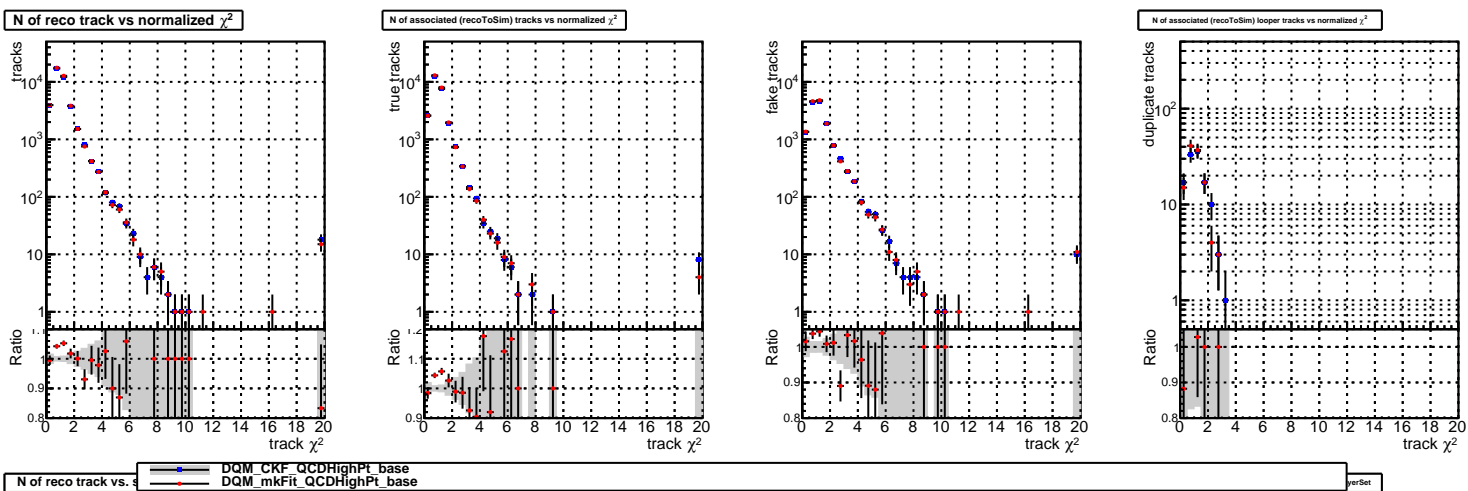 N of reco track vs normalized χ²
N of associated (recoToSim) tracks vs normalized χ²
N of associated (recoToSim) looper tracks vs normalized χ²
tracks
10⁴
10³
10²
10
1
Ratio
1.1
1
0.9
0.8
0 2 4 6 8 10 12 14 16 18 20
track χ²
true tracks
10⁴
10³
10²
10
1
Ratio
1.2
1.1
1
0.9
0 2 4 6 8 10 12 14 16 18 20
track χ²
fake tracks
10⁴
10³
10²
10
1
Ratio
1
0.9
0.8
0 2 4 6 8 10 12 14 16 18 20
track χ²
duplicate tracks
10²
10
1
Ratio
1
0.9
0.8
0 2 4 6 8 10 12 14 16 18 20
track χ²
N of reco track vs. s
DQM_CKF_QCDHighPt_base
DQM_mkFit_QCDHighPt_base
yerSet